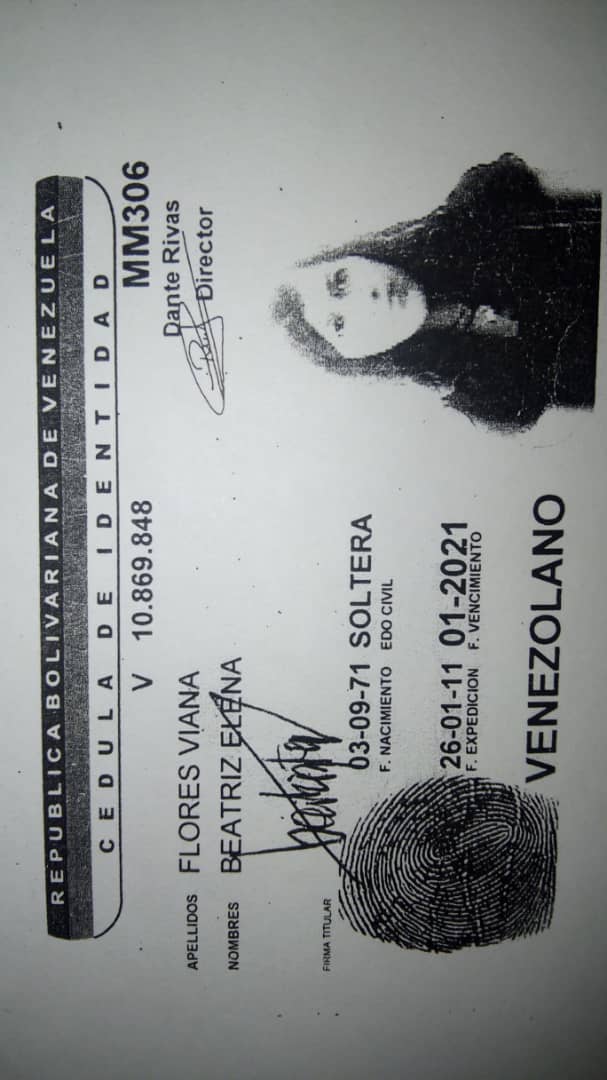 REPUBLICA BOLIVARIANA DE VENEZUELA
CEDULA DE IDENTIDAD
V 10.869.848 MM306
APELLIDOS FLORES VIANA
Dante Rivas
Director
NOMBRES BEATRIZ ELENA
FIRMA TITULAR
03-09-71 SOLTERA
F. NACIMIENTO EDO CIVIL
26-01-11 01-2021
F. EXPEDICION F. VENCIMIENTO
VENEZOLANO